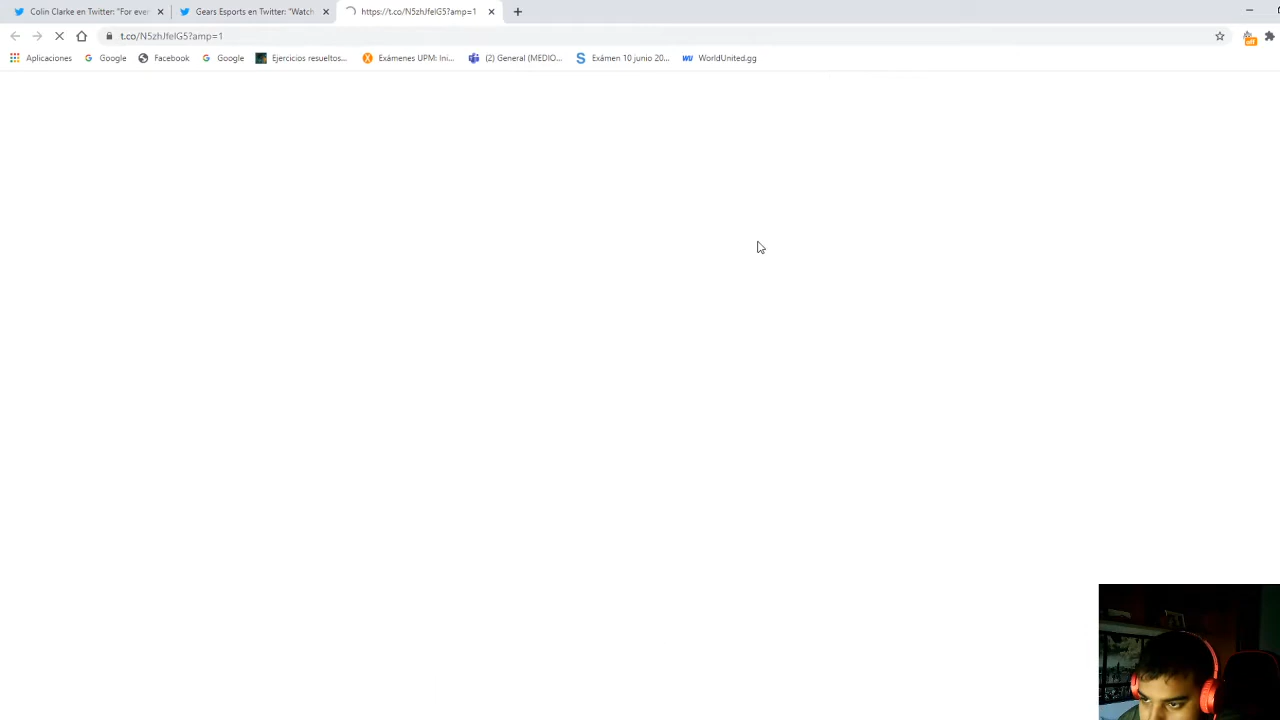 Colin Clarke en Twitter: "For ever
Gears Esports en Twitter: "Watch
https://t.co/N5zhJfelG5?amp=1
t.co/N5zhJfelG5?amp=1
off
Aplicaciones
Google
Facebook
Google
Ejercicios resueltos...
Exámenes UPM: Ini...
(2) General (MEDIO...
Exámen 10 junio 20...
WU WorldUnited.gg